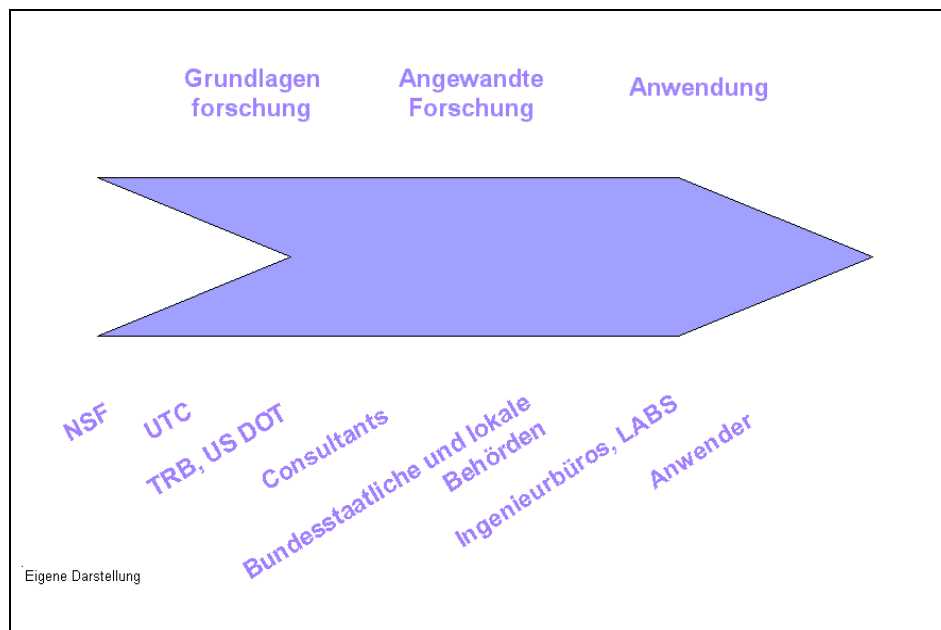 Grundlagen
forschung
Angewandte
Forschung
Anwendung
NSF
UTC
TRB, US DOT
Consultants
Bundesstaatliche und lokale
Behörden
Ingenieurbüros, LABS
Anwender
Eigene Darstellung